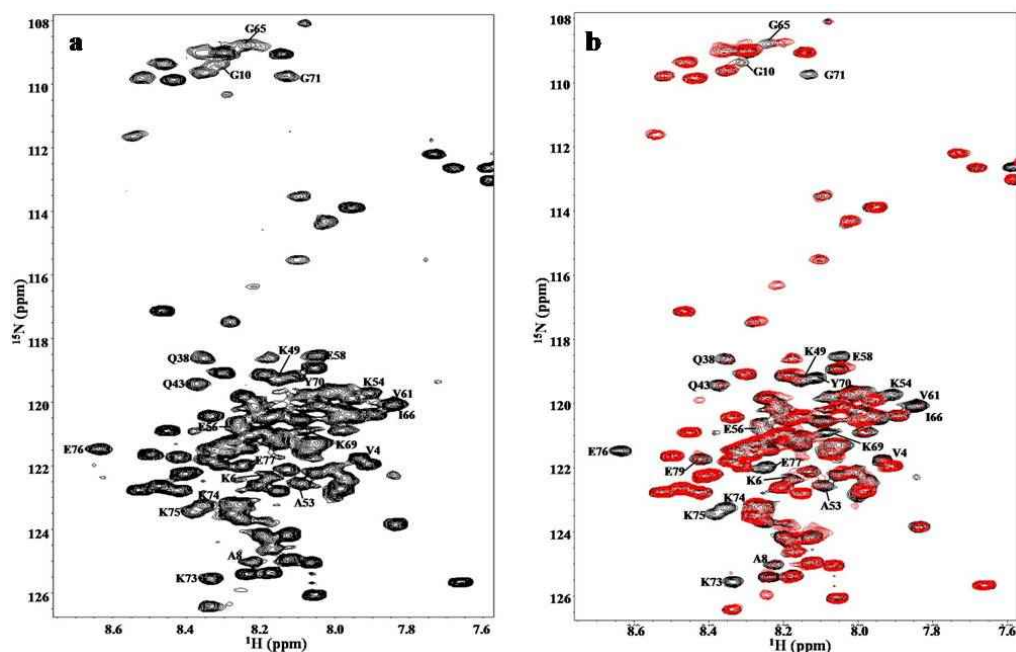 a
108
110
112
114
116
118
120
122
124
126
¹⁵N (ppm)
G65
G10
G71
Q38
K49
E58
Q43
Y70
K54
V61
I66
E56
E76
K69
E77
V4
K6
K74
A53
K75
A8
K73
8.6
8.4
8.2
8.0
7.8
7.6
¹H (ppm)
b
108
110
112
114
116
118
120
122
124
126
¹⁵N (ppm)
G65
G10
G71
Q38
K49
E58
Q43
Y70
K54
V61
I66
E56
E76
K69
E79
E77
V4
K6
K74
A53
K75
A8
K73
8.6
8.4
8.2
8.0
7.8
7.6
¹H (ppm)